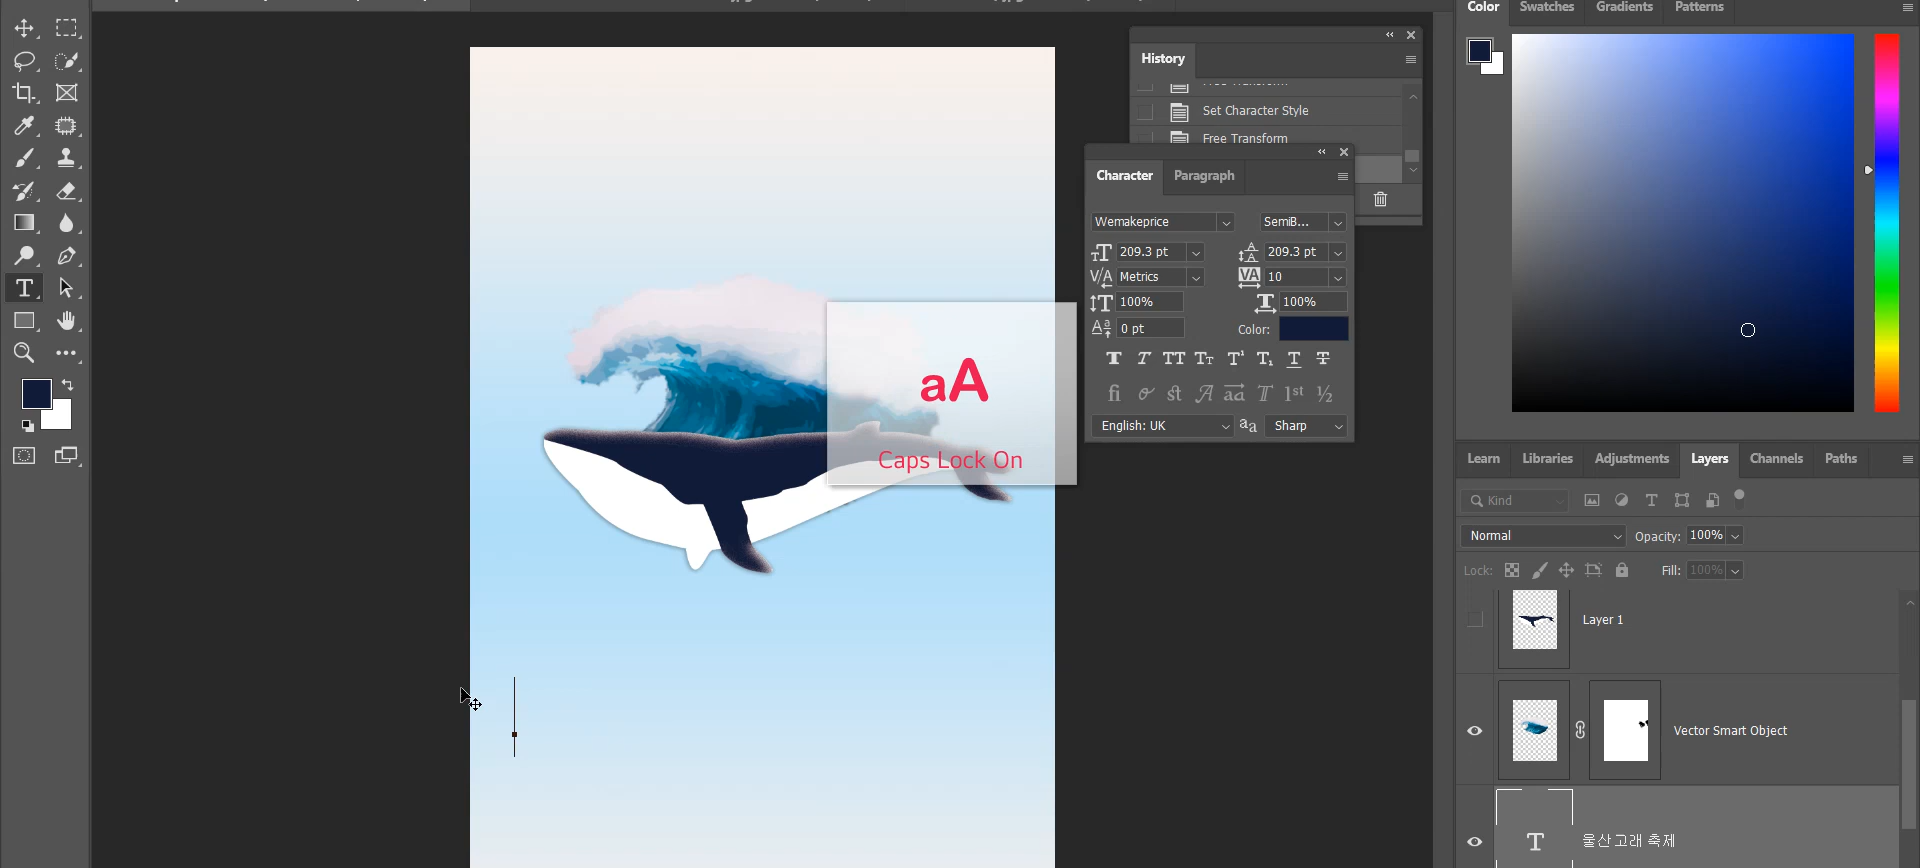 Color Swatches Gradients Patterns
History
Set Character Style
Free Transform
Character Paragraph
Wemakeprice SemiB...
209.3 pt 209.3 pt
Metrics 10
100% 100%
0 pt Color:
English: UK Sharp
aA
Caps Lock On
Learn Libraries Adjustments Layers Channels Paths
Kind
Normal Opacity: 100%
Lock: Fill: 100%
Layer 1
Vector Smart Object
울산고래 축제